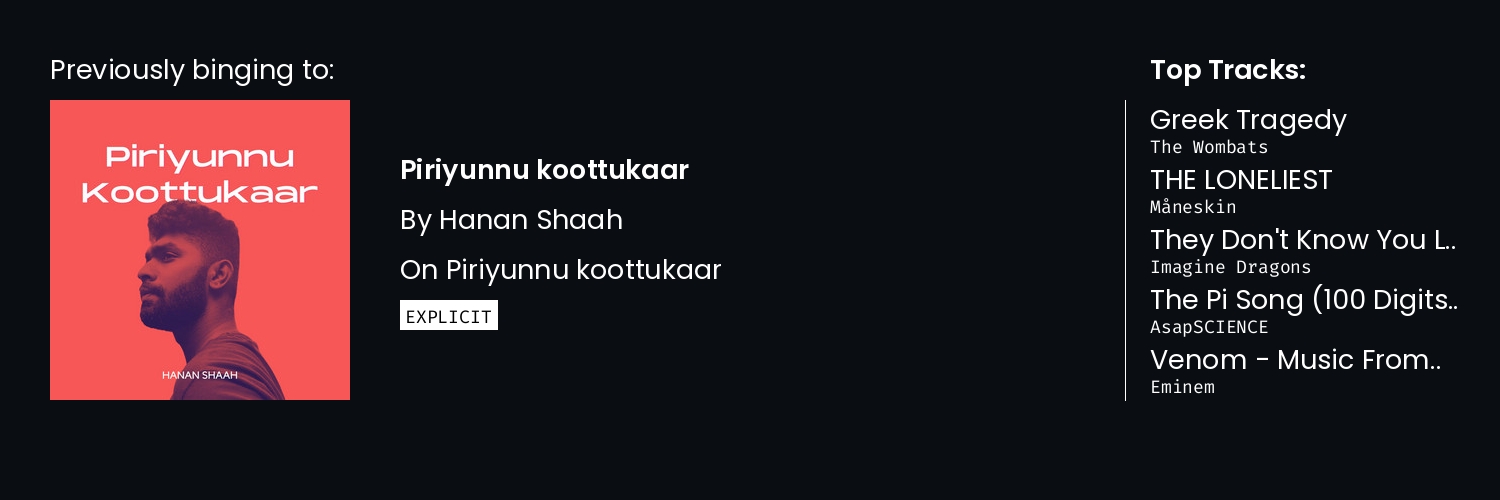 Previously binging to:
Piriyunnu
Koottukaar
HANAN SHAAH
Piriyunnu koottukaar
By Hanan Shaah
On Piriyunnu koottukaar
EXPLICIT
Top Tracks:
Greek Tragedy
The Wombats
THE LONELIEST
Måneskin
They Don't Know You L..
Imagine Dragons
The Pi Song (100 Digits..
AsapSCIENCE
Venom - Music From..
Eminem